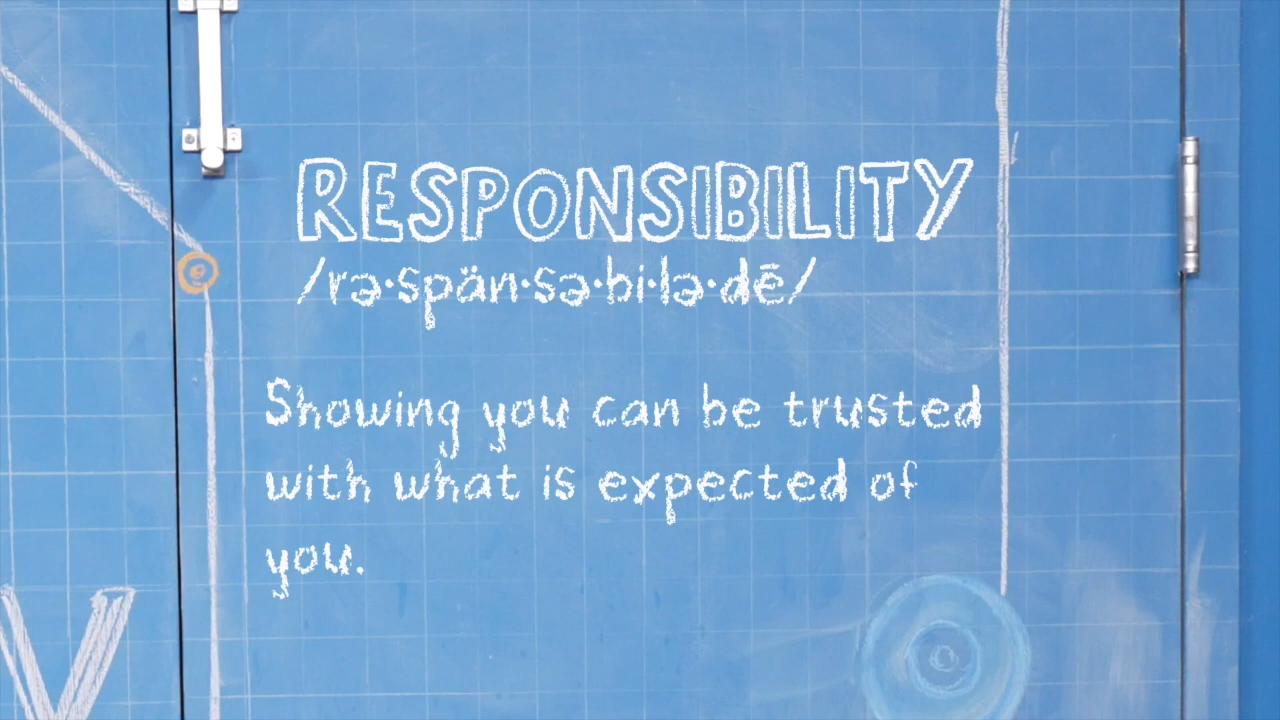 RESPONSIBILITY
/rə·spän·sə·bi·lə·dē/
Showing you can be trusted
with what is expected of
you.
V